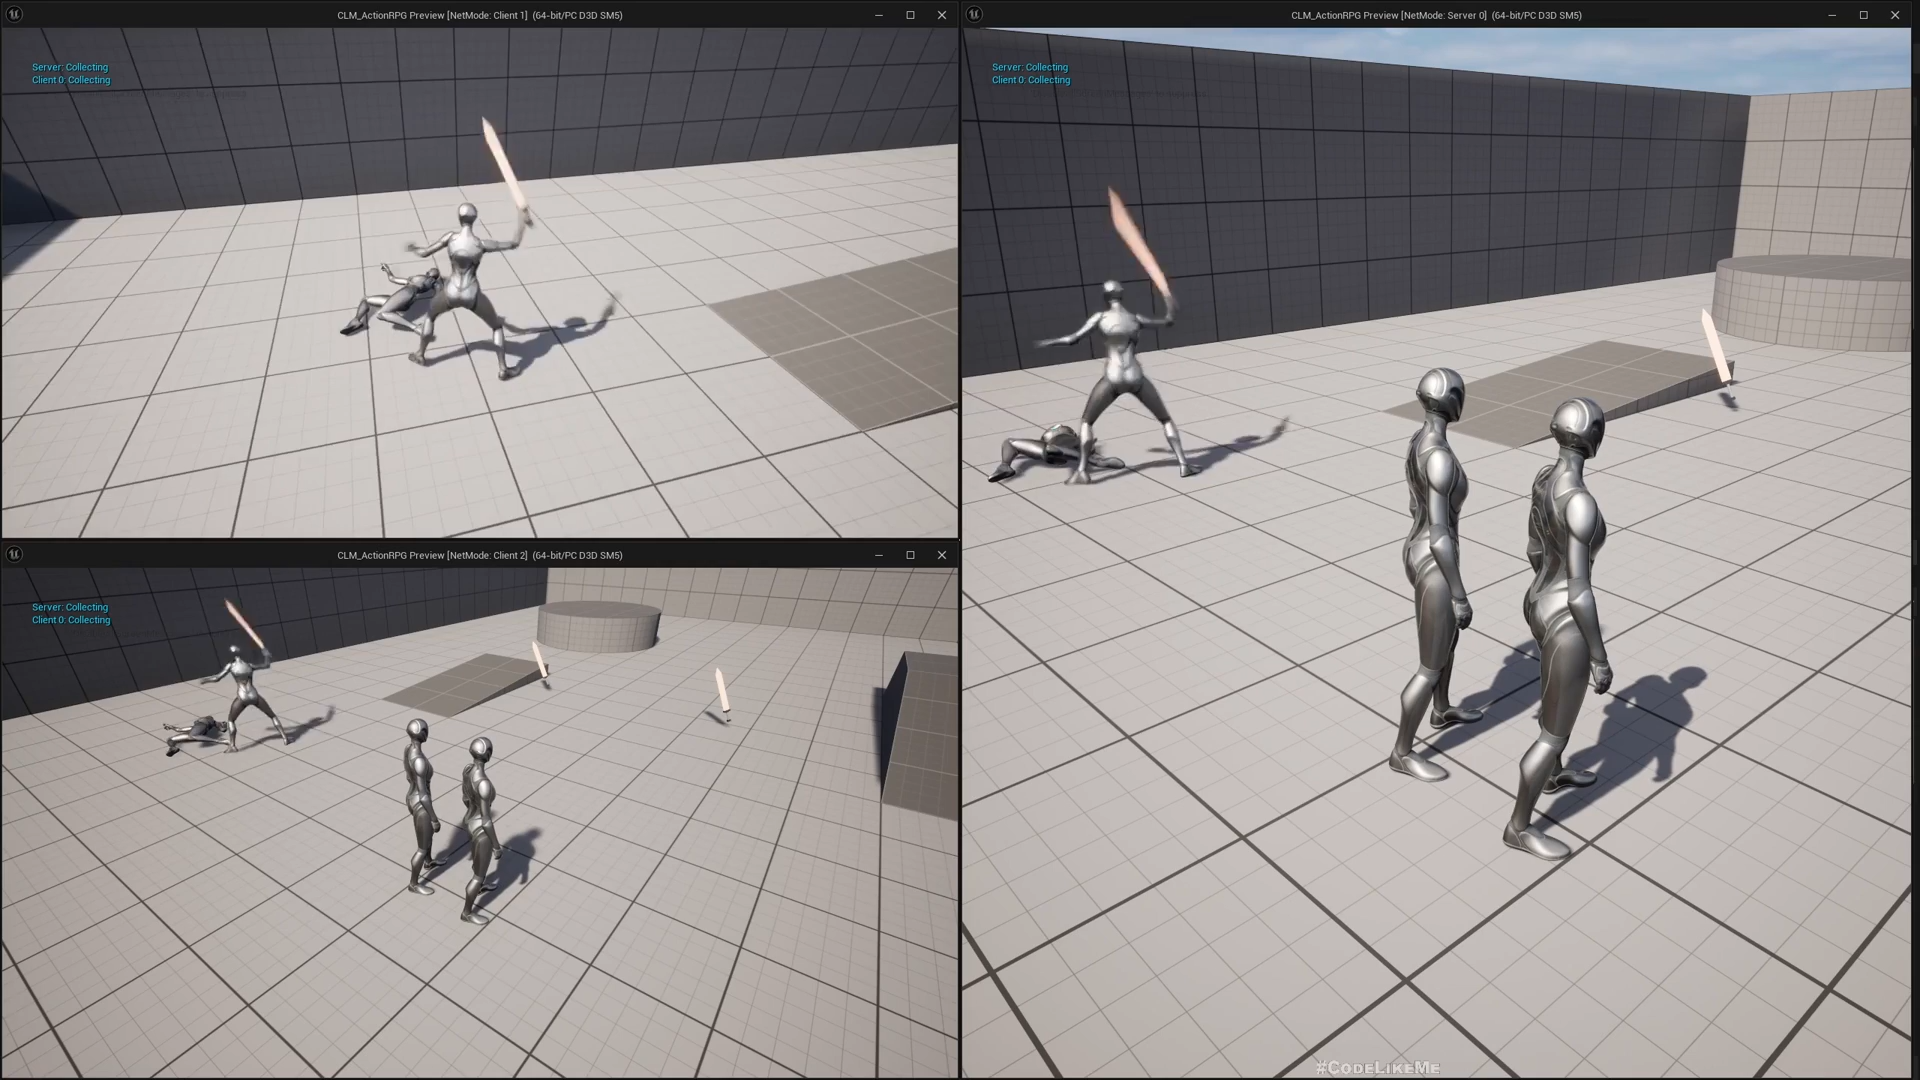 CLM_ActionRPG Preview [NetMode: Client 1] (64-bit/PC D3D SM5)
Server: Collecting
Client 0: Collecting
CLM_ActionRPG Preview [NetMode: Server 0] (64-bit/PC D3D SM5)
Server: Collecting
Client 0: Collecting
CLM_ActionRPG Preview [NetMode: Client 2] (64-bit/PC D3D SM5)
Server: Collecting
Client 0: Collecting
#CodeLikeMe